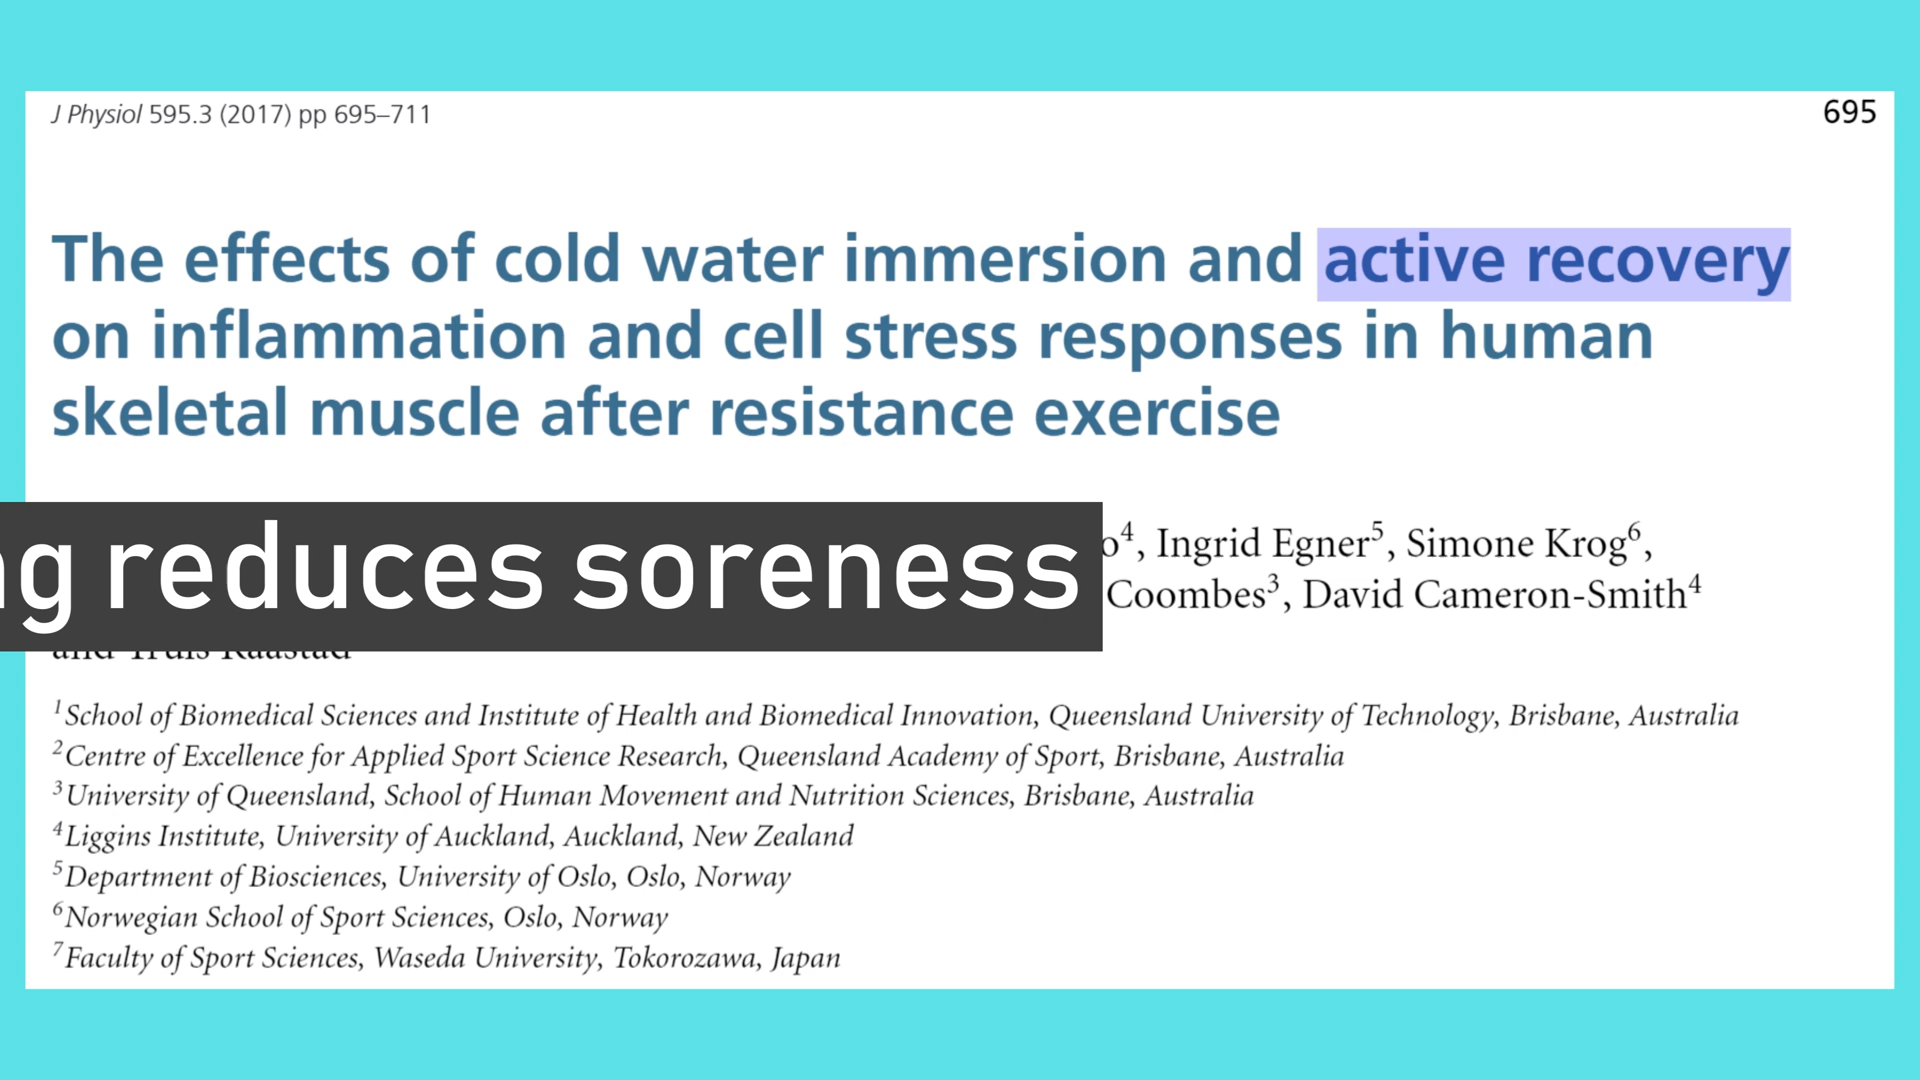 J Physiol 595.3 (2017) pp 695–711
695
The effects of cold water immersion and active recovery
on inflammation and cell stress responses in human
skeletal muscle after resistance exercise
reduces soreness
Ingrid Egner⁵, Simone Krog⁶,
Coombes³, David Cameron-Smith⁴
and Truls Raastad
¹School of Biomedical Sciences and Institute of Health and Biomedical Innovation, Queensland University of Technology, Brisbane, Australia
²Centre of Excellence for Applied Sport Science Research, Queensland Academy of Sport, Brisbane, Australia
³University of Queensland, School of Human Movement and Nutrition Sciences, Brisbane, Australia
⁴Liggins Institute, University of Auckland, Auckland, New Zealand
⁵Department of Biosciences, University of Oslo, Oslo, Norway
⁶Norwegian School of Sport Sciences, Oslo, Norway
⁷Faculty of Sport Sciences, Waseda University, Tokorozawa, Japan